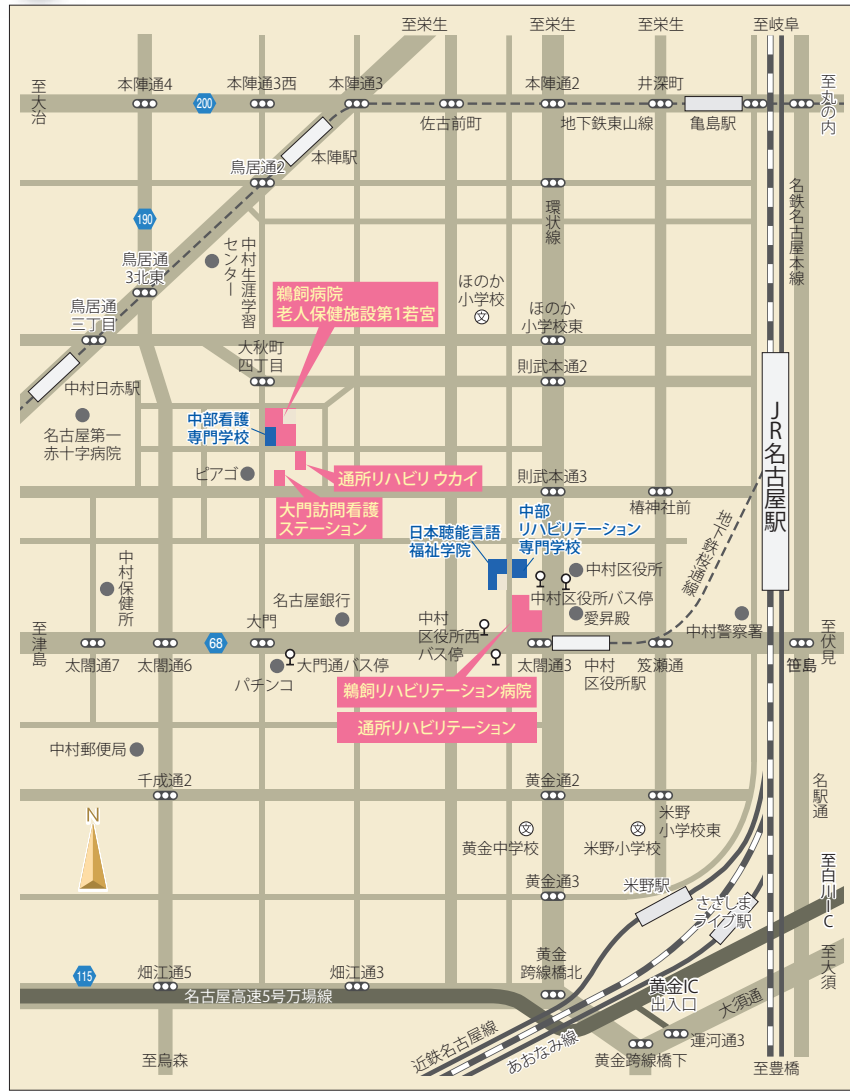 至栄生
至栄生
至栄生
至岐阜
至大治
本陣通4
本陣通3西
本陣通3
本陣通2
井深町
至丸の内
200
佐古前町
地下鉄東山線
亀島駅
本陣駅
鳥居通2
名鉄名古屋本線
190
環状線
中村生涯学習
センター
鳥居通
3北東
ほのか
小学校
文
鵜飼病院
老人保健施設第1若宮
鳥居通
三丁目
ほのか
小学校東
大秋町
四丁目
則武本通2
中村日赤駅
JR名古屋駅
中部看護
専門学校
名古屋第一
赤十字病院
ピアゴ
通所リハビリ ウカイ
則武本通3
椿神社前
大門訪問看護
ステーション
地下鉄桜通線
日本聴能言語
福祉学院
中部
リハビリテーション
専門学校
中村保健所
中村区役所
名古屋銀行
中村区役所バス停
愛昇殿
中村
区役所西
バス停
中村警察署
至津島
68
大門
至伏見
太閤通7
太閤通6
大門通バス停
太閤通3
中村
区役所駅
笈瀬通
笹島
パチンコ
鵜飼リハビリテーション病院
通所リハビリテーション
中村郵便局
千成通2
黄金通2
名駅通
N
米野
小学校東
文
文
黄金中学校
米野小学校
黄金通3
米野駅
ささしま
ライブ駅
至白川IC
115
畑江通5
畑江通3
黄金
跨線橋北
至大須
名古屋高速5号万場線
黄金IC
出入口
大須通
近鉄名古屋線
あおなみ線
運河通3
至烏森
黄金跨線橋下
至豊橋